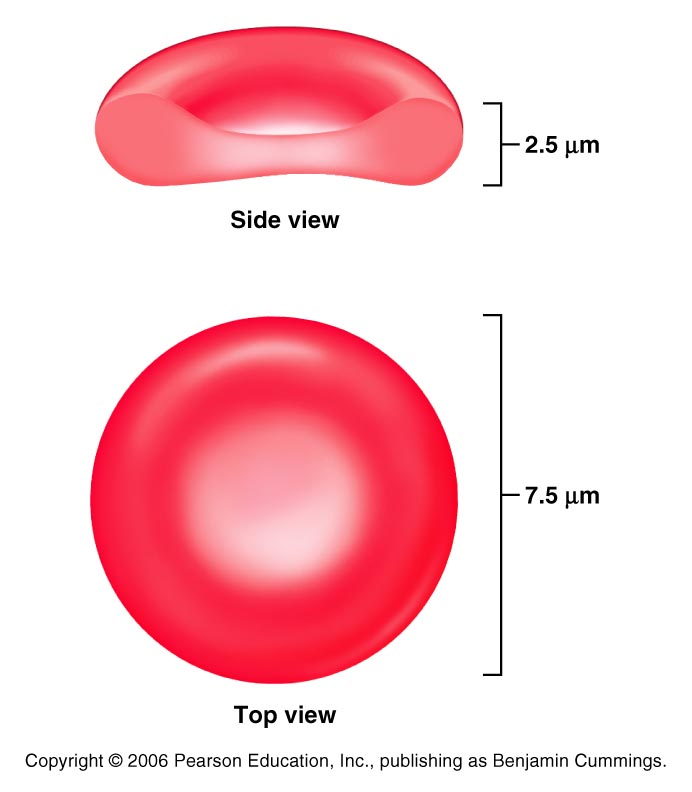 2.5 µm
Side view
7.5 µm
Top view
Copyright © 2006 Pearson Education, Inc., publishing as Benjamin Cummings.